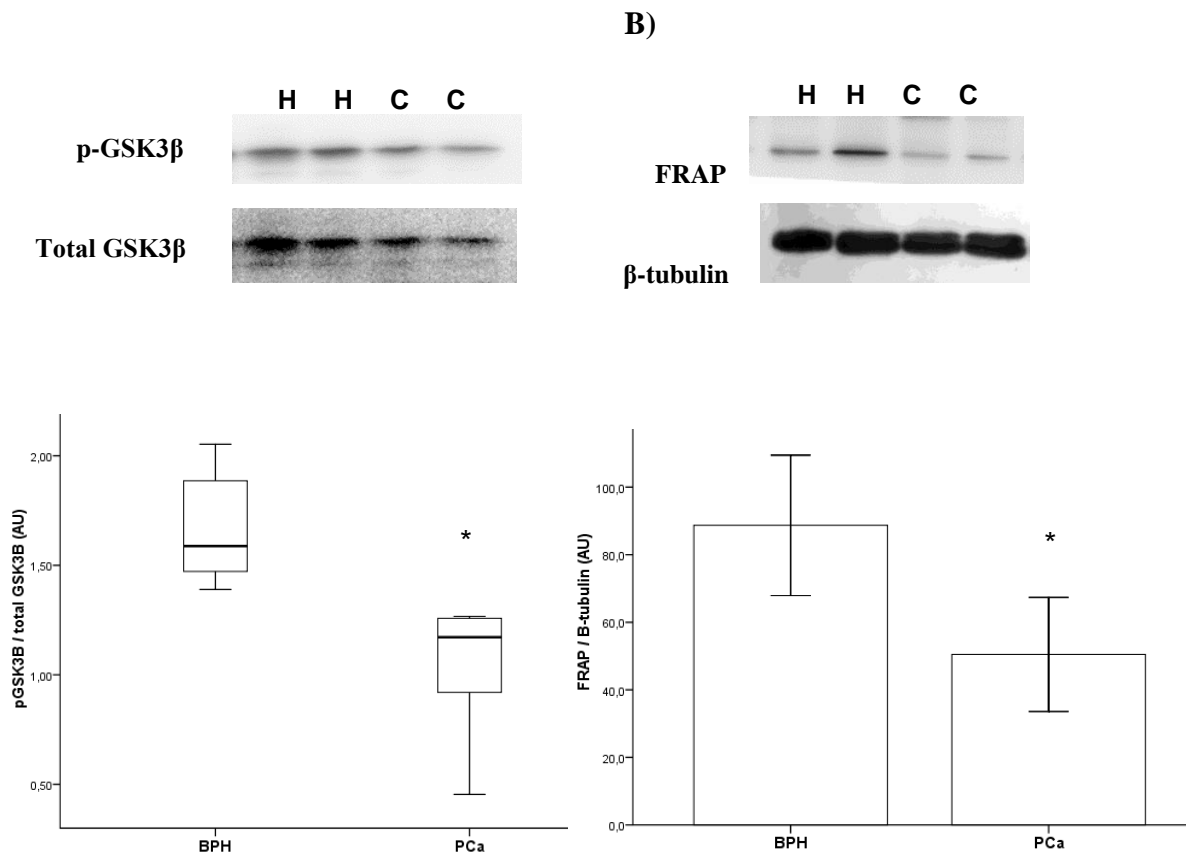 B)
H H C C
p-GSK3β
Total GSK3β
H H C C
FRAP
β-tubulin
pGSK3B / total GSK3B (AU)
2,00
1,50
1,00
0,50
*
BPH PCa
FRAP / B-tubulin (AU)
100,0
80,0
60,0
40,0
20,0
0,0
*
BPH PCa